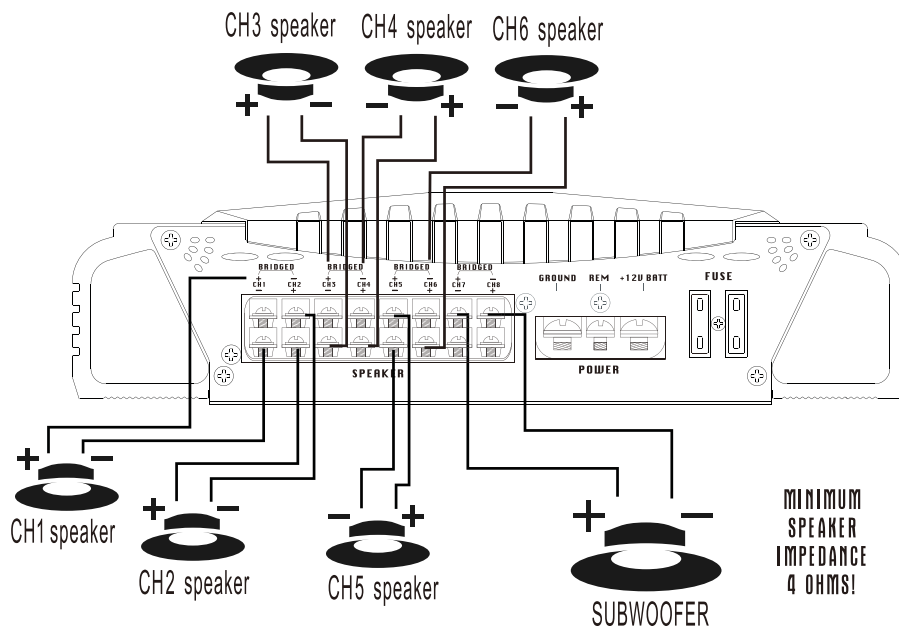 CH3 speaker
CH4 speaker
CH6 speaker
+ −
− +
− +
BRIDGED BRIDGED BRIDGED BRIDGED
+ − + − + − + −
CH1 CH2 CH3 CH4 CH5 CH6 CH7 CH8
− + − + − + − +
GROUND REM +12V BATT
FUSE
SPEAKER
POWER
+ −
CH1 speaker
+ −
CH2 speaker
− +
CH5 speaker
+ −
SUBWOOFER
MINIMUM
SPEAKER
IMPEDANCE
4 OHMS!